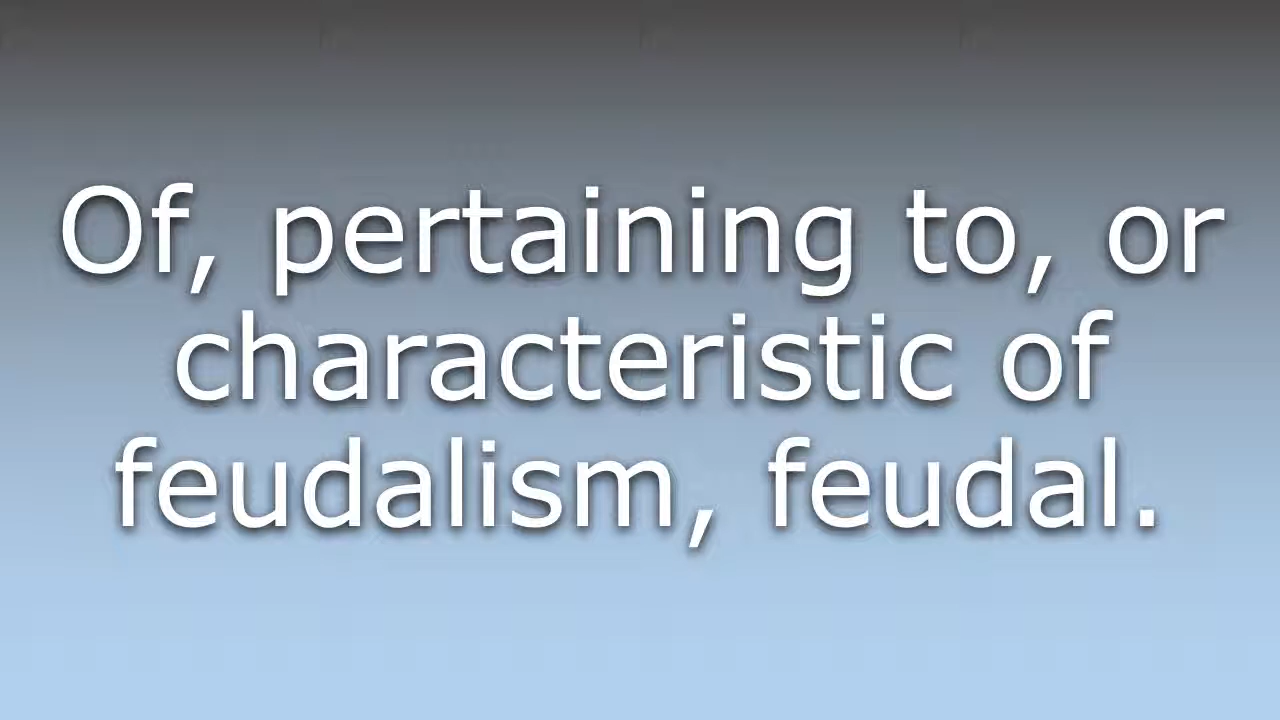 Of, pertaining to, or
characteristic of
feudalism, feudal.